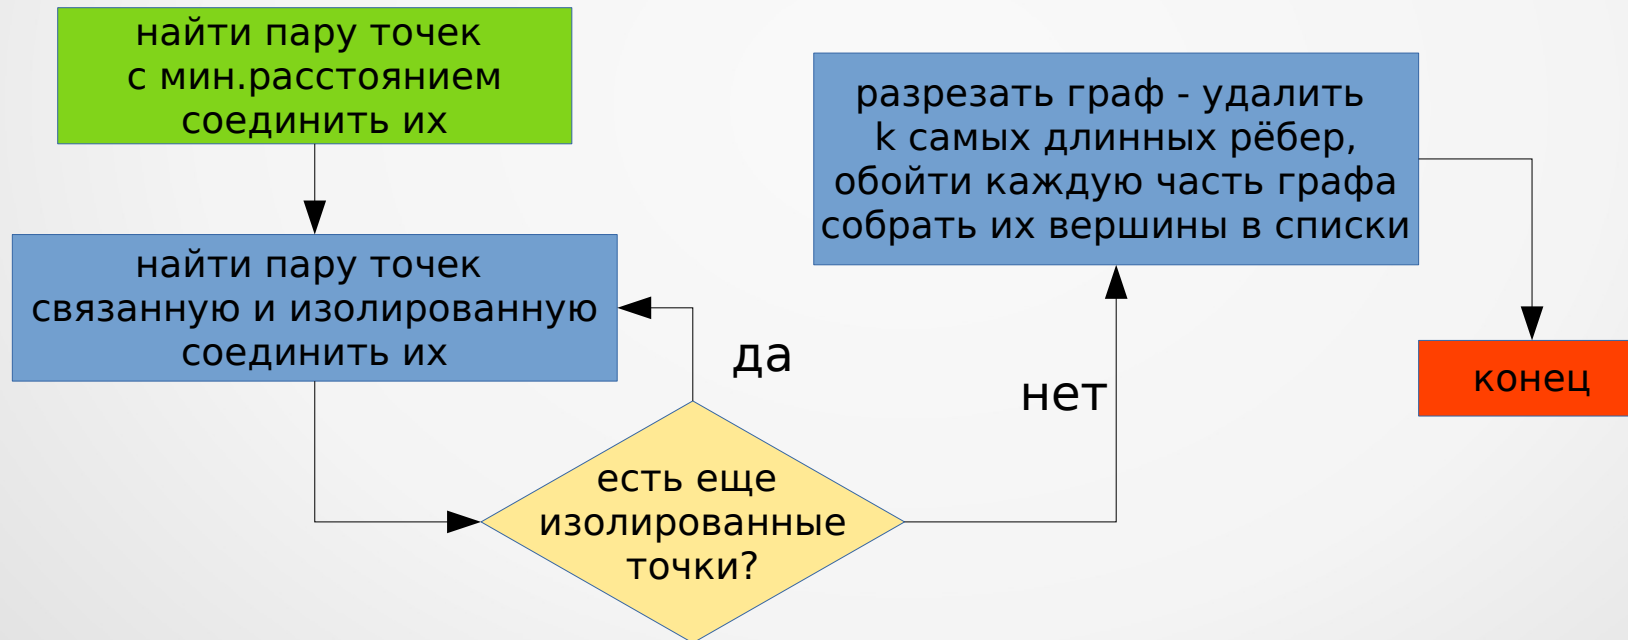 найти пару точек
с мин.расстоянием
соединить их
найти пару точек
связанную и изолированную
соединить их
да
есть еще
изолированные
точки?
нет
разрезать граф - удалить
k самых длинных рёбер,
обойти каждую часть графа
собрать их вершины в списки
конец